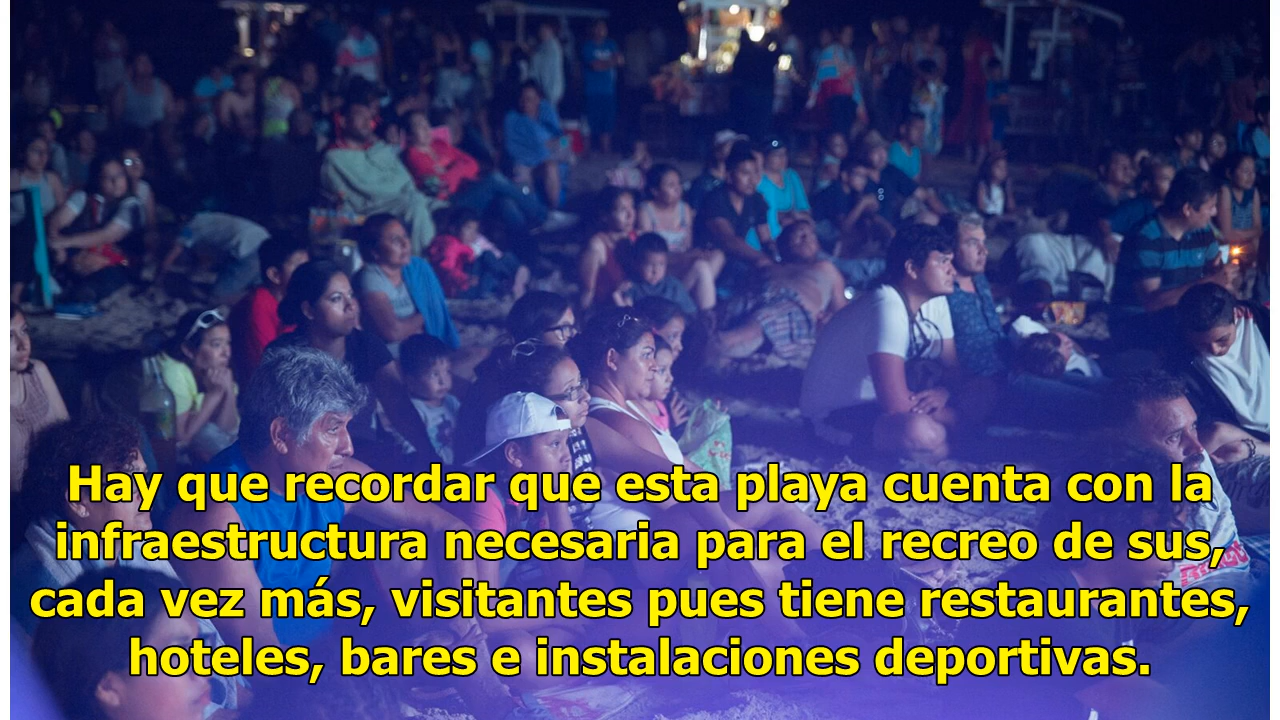 Hay que recordar que esta playa cuenta con la
infraestructura necesaria para el recreo de sus,
cada vez más, visitantes pues tiene restaurantes,
hoteles, bares e instalaciones deportivas.